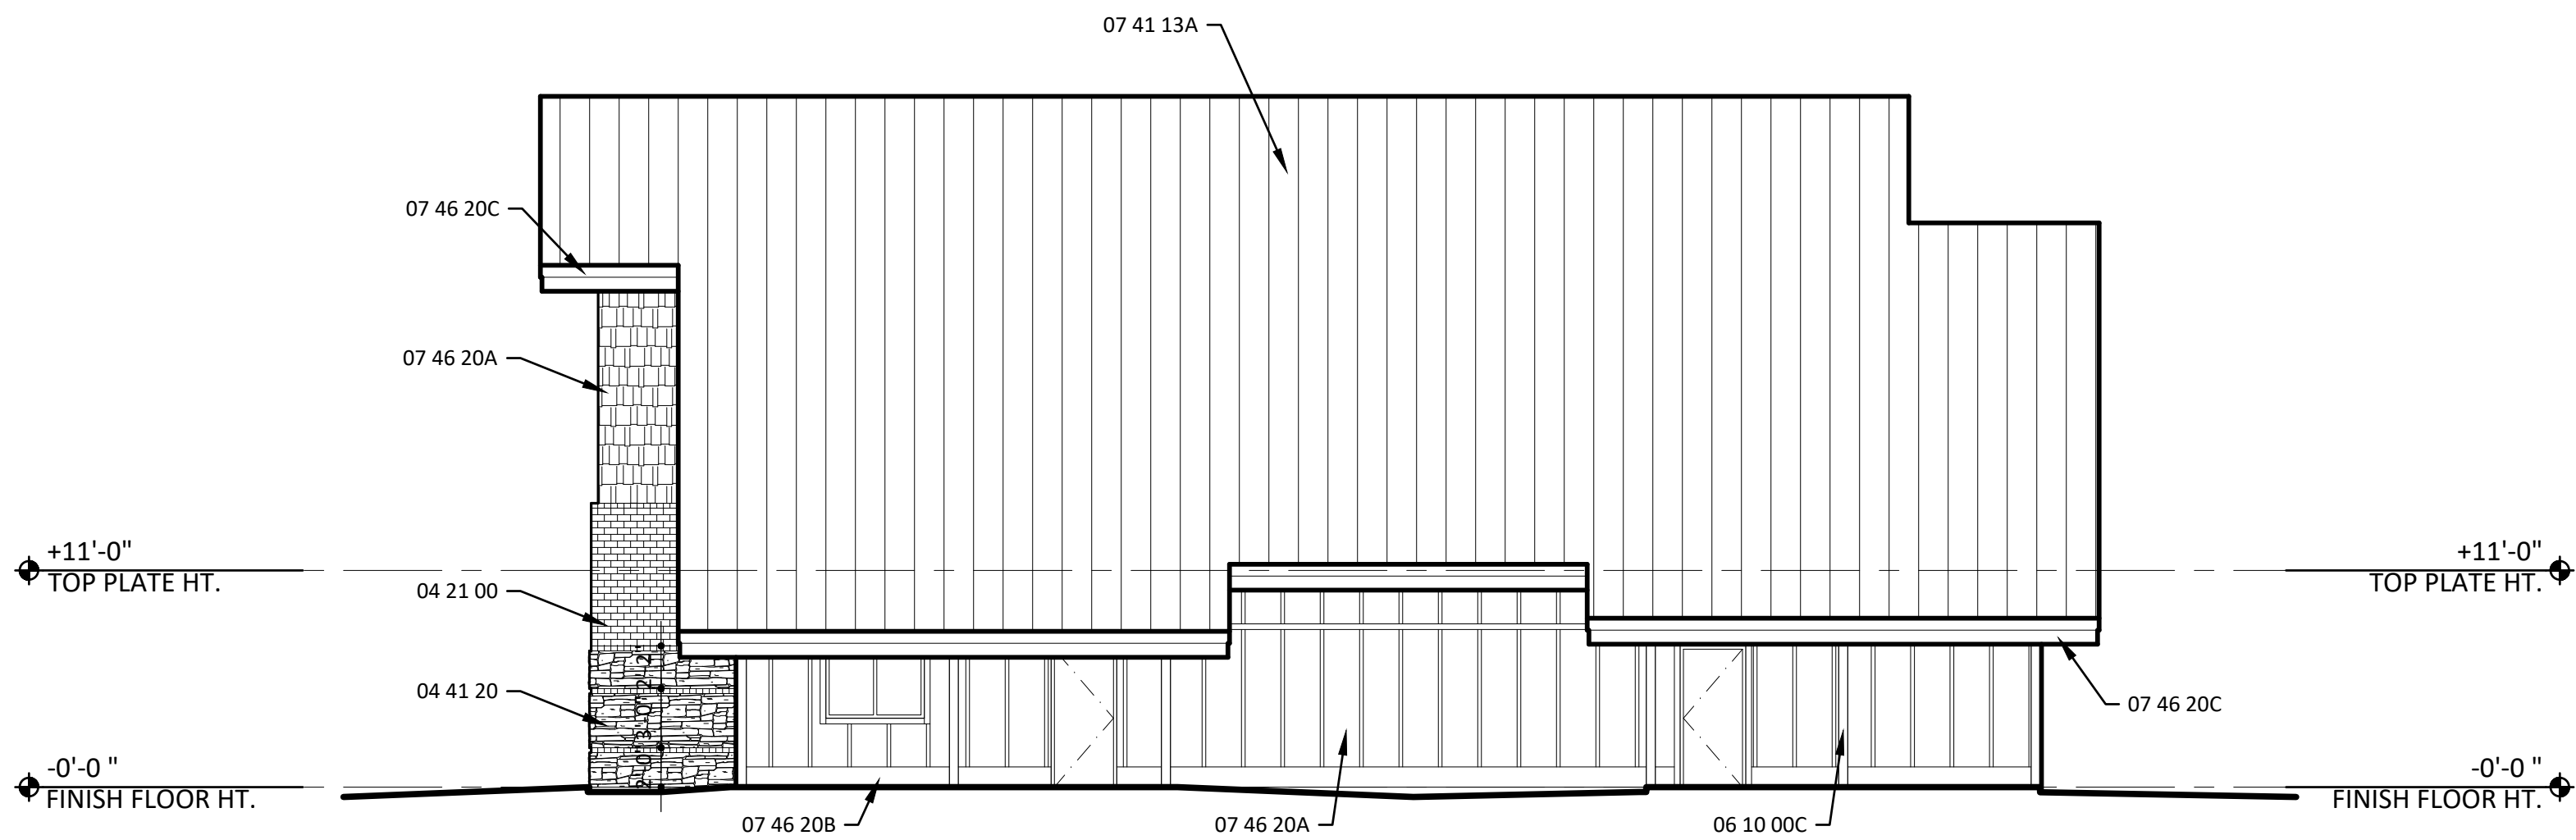 07 41 13A
07 46 20C
07 46 20A
+11'-0"
TOP PLATE HT.
+11'-0"
TOP PLATE HT.
04 21 00
04 41 20
07 46 20C
-0'-0 "
FINISH FLOOR HT.
-0'-0 "
FINISH FLOOR HT.
07 46 20B
07 46 20A
06 10 00C